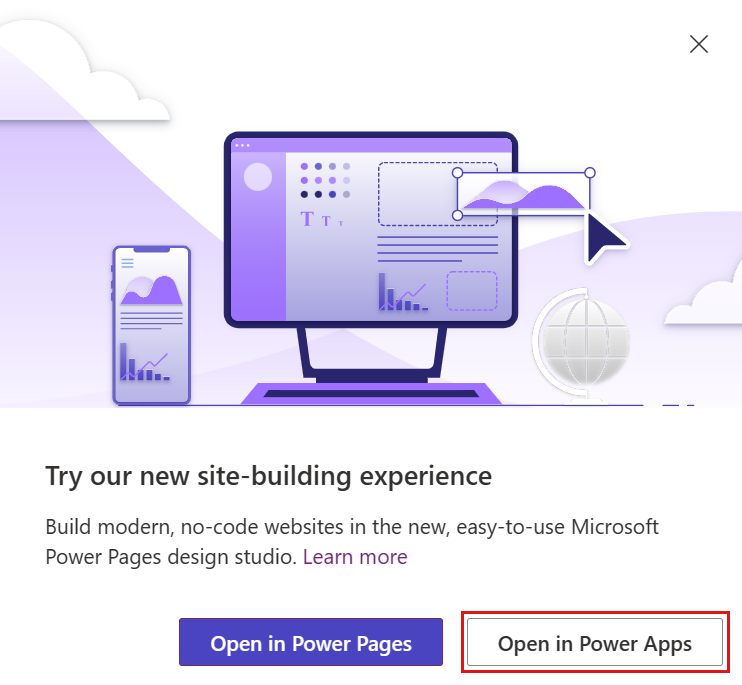 T T T
Try our new site-building experience
Build modern, no-code websites in the new, easy-to-use Microsoft
Power Pages design studio. Learn more
Open in Power Pages
Open in Power Apps